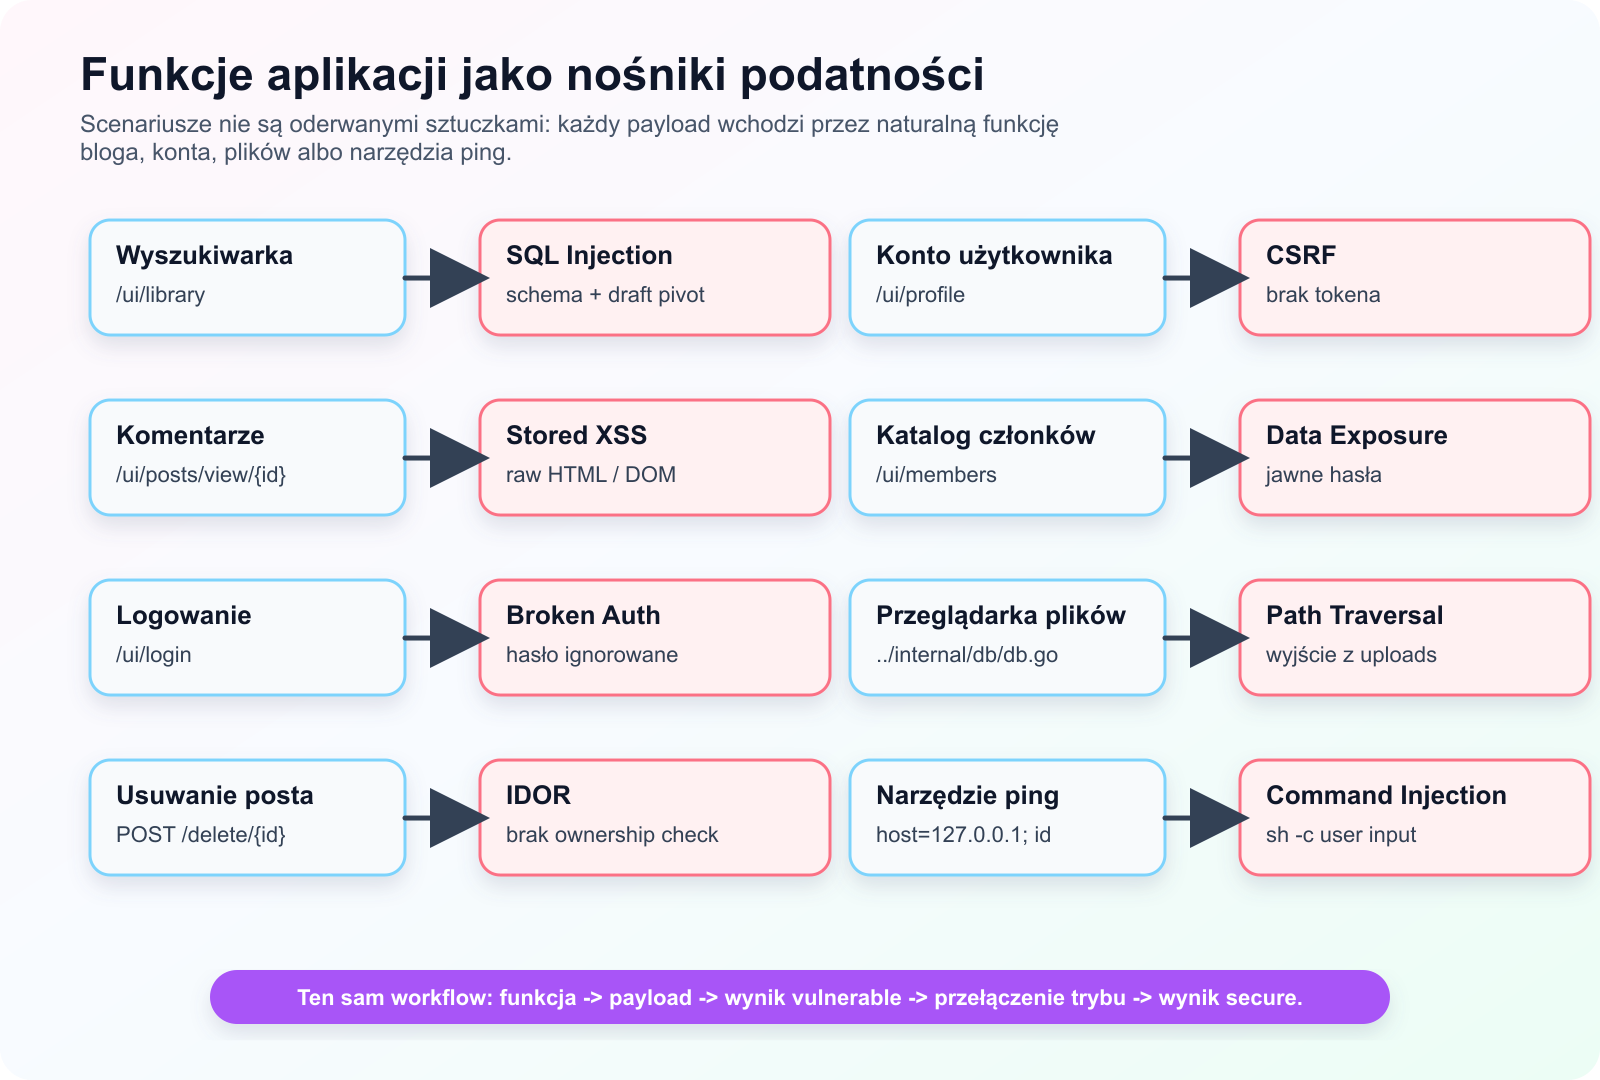 Funkcje aplikacji jako nośniki podatności
Scenariusze nie są oderwanymi sztuczkami: każdy payload wchodzi przez naturalną funkcję
bloga, konta, plików albo narzędzia ping.
Wyszukiwarka
/ui/library
SQL Injection
schema + draft pivot
Konto użytkownika
/ui/profile
CSRF
brak tokena
Komentarze
/ui/posts/view/{id}
Stored XSS
raw HTML / DOM
Katalog członków
/ui/members
Data Exposure
jawne hasła
Logowanie
/ui/login
Broken Auth
hasło ignorowane
Przeglądarka plików
../internal/db/db.go
Path Traversal
wyjście z uploads
Usuwanie posta
POST /delete/{id}
IDOR
brak ownership check
Narzędzie ping
host=127.0.0.1; id
Command Injection
sh -c user input
Ten sam workflow: funkcja -> payload -> wynik vulnerable -> przełączenie trybu -> wynik secure.